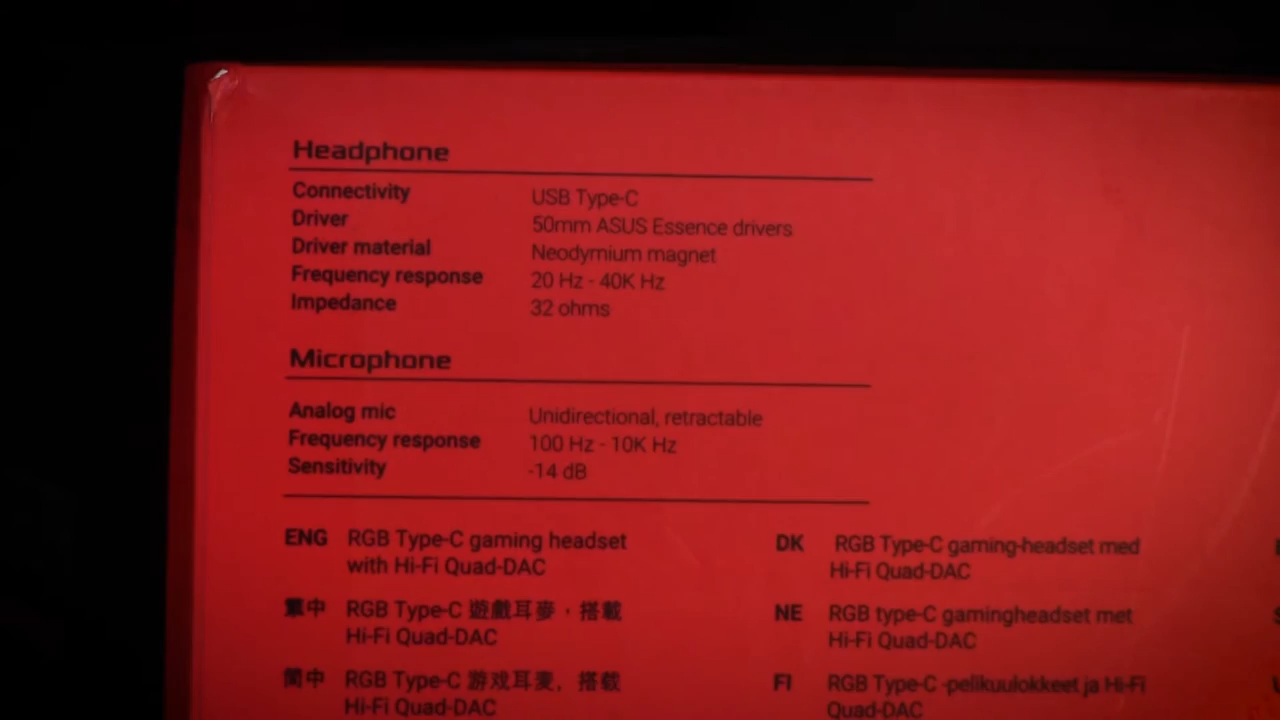 Headphone
Connectivity USB Type-C
Driver 50mm ASUS Essence drivers
Driver material Neodymium magnet
Frequency response 20 Hz - 40K Hz
Impedance 32 ohms
Microphone
Analog mic Unidirectional, retractable
Frequency response 100 Hz - 10K Hz
Sensitivity -14 dB
ENG RGB Type-C gaming headset
with Hi-Fi Quad-DAC
繁中 RGB Type-C 遊戲耳麥，搭載
Hi-Fi Quad-DAC
简中 RGB Type-C 游戏耳麦，搭载
Hi-Fi Quad-DAC
DK RGB Type-C gaming-headset med
Hi-Fi Quad-DAC
NE RGB type-C gamingheadset met
Hi-Fi Quad-DAC
FI RGB Type-C -pelikuulokkeet ja Hi-Fi
Quad-DAC